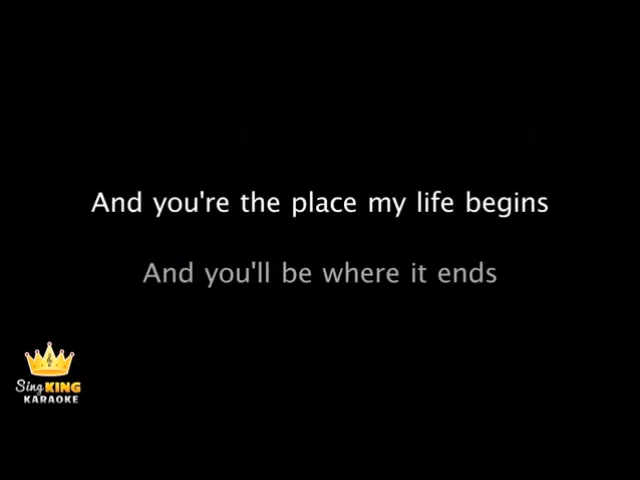 And you're the place my life begins
And you'll be where it ends
Sing KING
KARAOKE